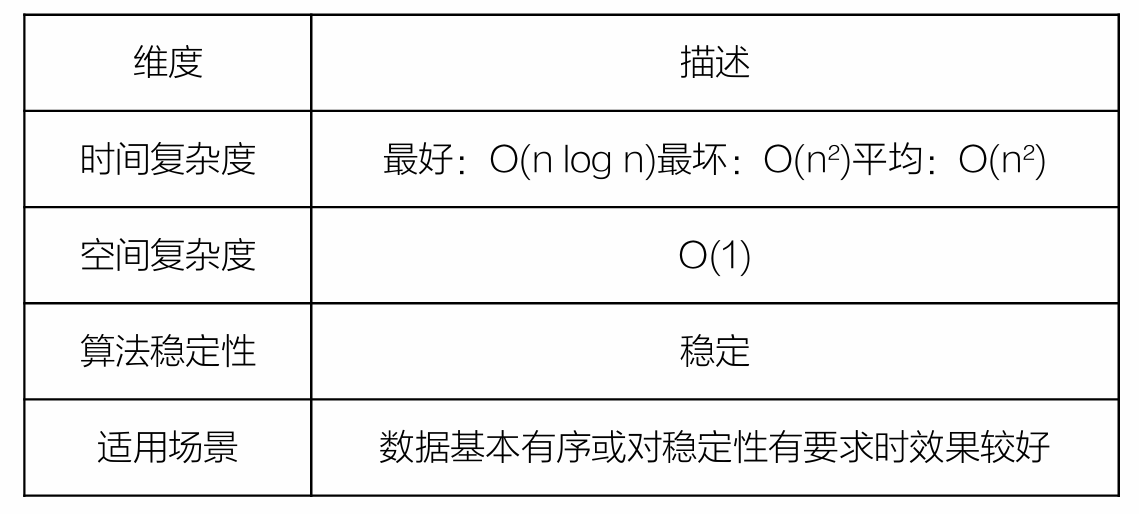 维度 描述
时间复杂度 最好：O(n log n)最坏：O(n²)平均：O(n²)
空间复杂度 O(1)
算法稳定性 稳定
适用场景 数据基本有序或对稳定性有要求时效果较好